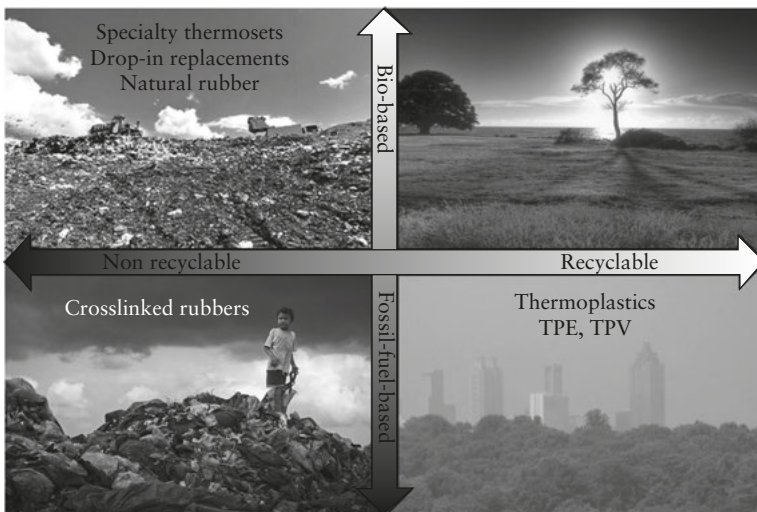 Specialty thermosets
Drop-in replacements
Natural rubber
Bio-based
Non recyclable
Recyclable
Crosslinked rubbers
Fossil-fuel-based
Thermoplastics
TPE, TPV